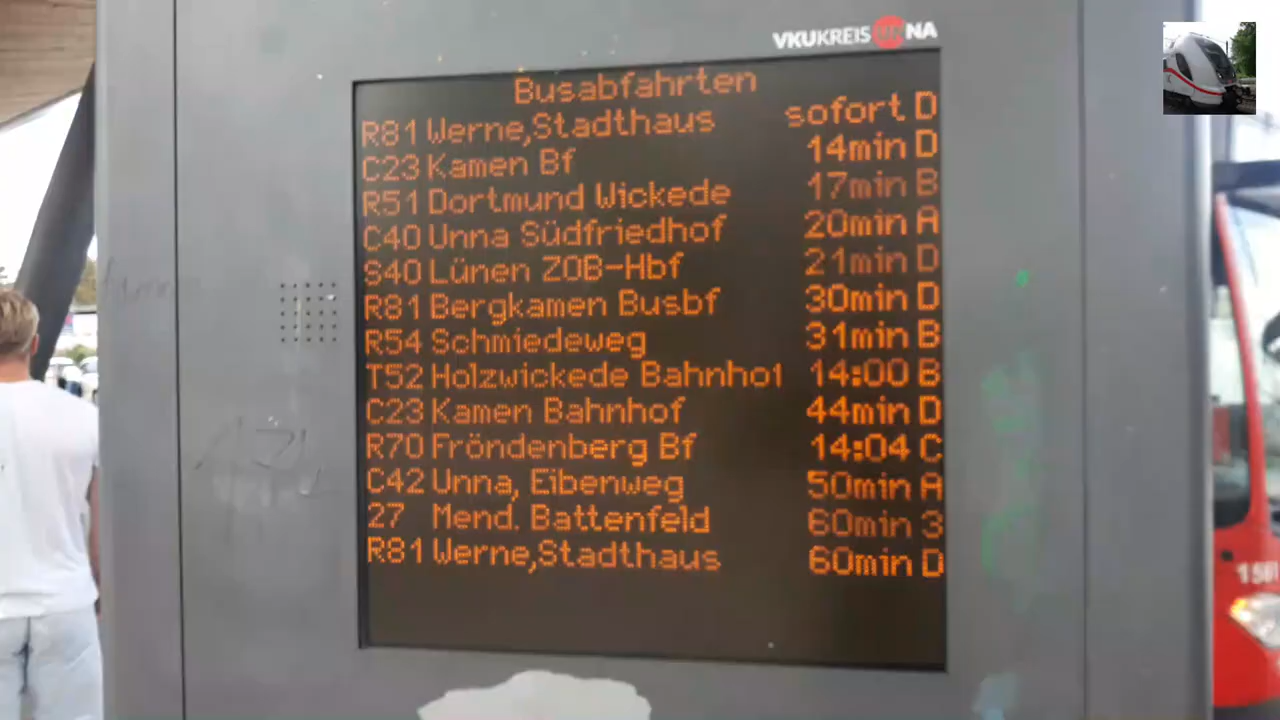 VKUKREIS UNNA
Busabfahrten
R81 Werne,Stadthaus sofort D
C23 Kamen Bf 14min D
R51 Dortmund Wickede 17min B
C40 Unna Südfriedhof 20min A
S40 Lünen ZOB-Hbf 21min D
R81 Bergkamen Busbf 30min D
R54 Schmiedeweg 31min B
T52 Holzwickede Bahnhof 14:00 B
C23 Kamen Bahnhof 44min D
R70 Fröndenberg Bf 14:04 C
C42 Unna, Eibenweg 50min A
27 Mend. Battenfeld 60min 3
R81 Werne,Stadthaus 60min D